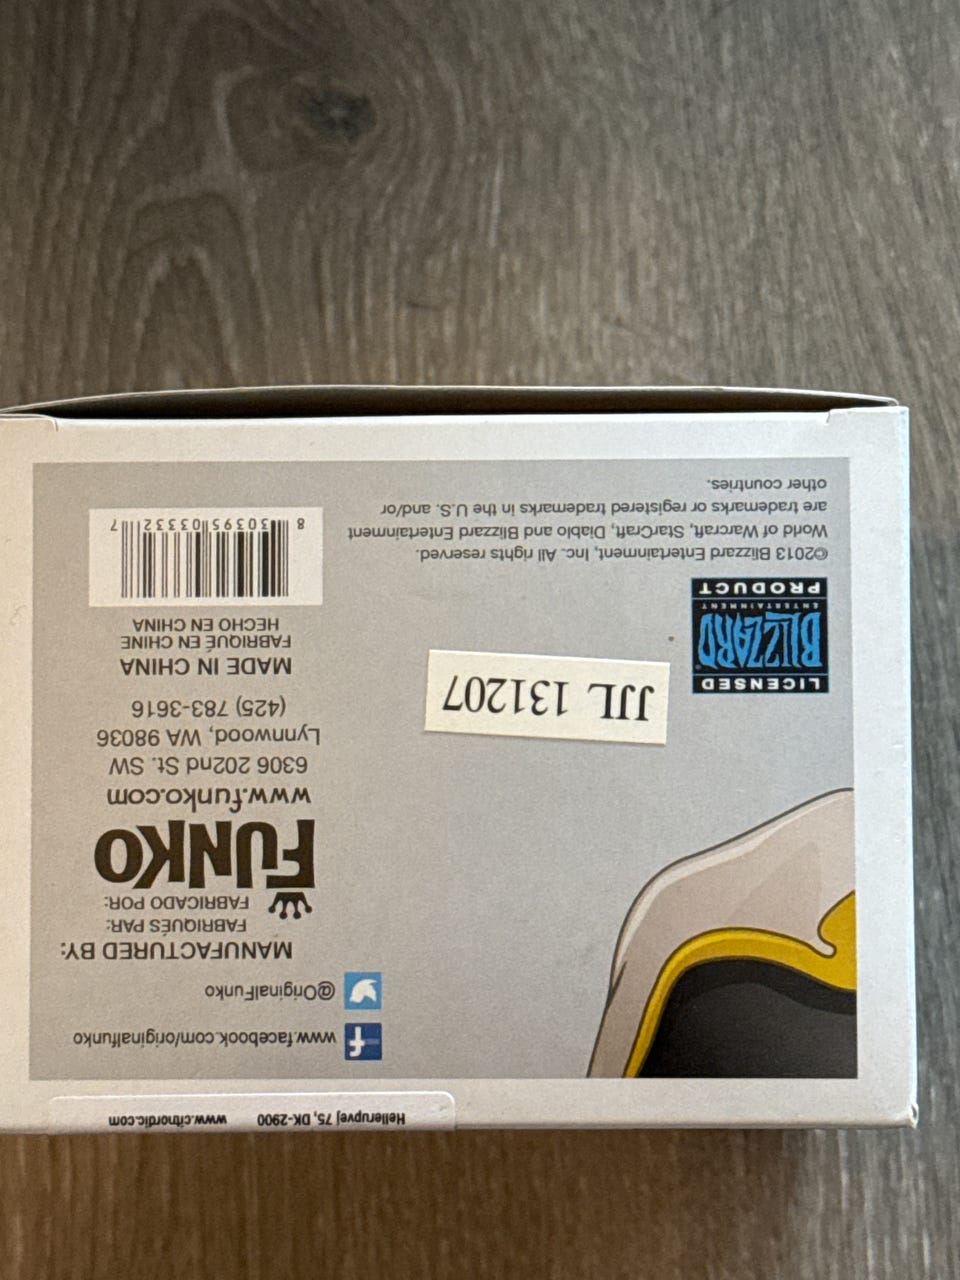 Hellerupvej 75, DK-2900 www.citnordic.com
www.facebook.com/originalfunko
@OriginalFunko
MANUFACTURED BY:
FABRIQUÉS PAR:
FABRICADO POR:
FUNKO
www.funko.com
6306 202nd St. SW
Lynnwood, WA 98036
(425) 783-3616
MADE IN CHINA
FABRIQUÉ EN CHINE
HECHO EN CHINA
8 30395 03332 7
JJL 131207
LICENSED
BLIZZARD®
ENTERTAINMENT
PRODUCT
©2013 Blizzard Entertainment, Inc. All rights reserved.
World of Warcraft, StarCraft, Diablo and Blizzard Entertainment
are trademarks or registered trademarks in the U.S. and/or
other countries.